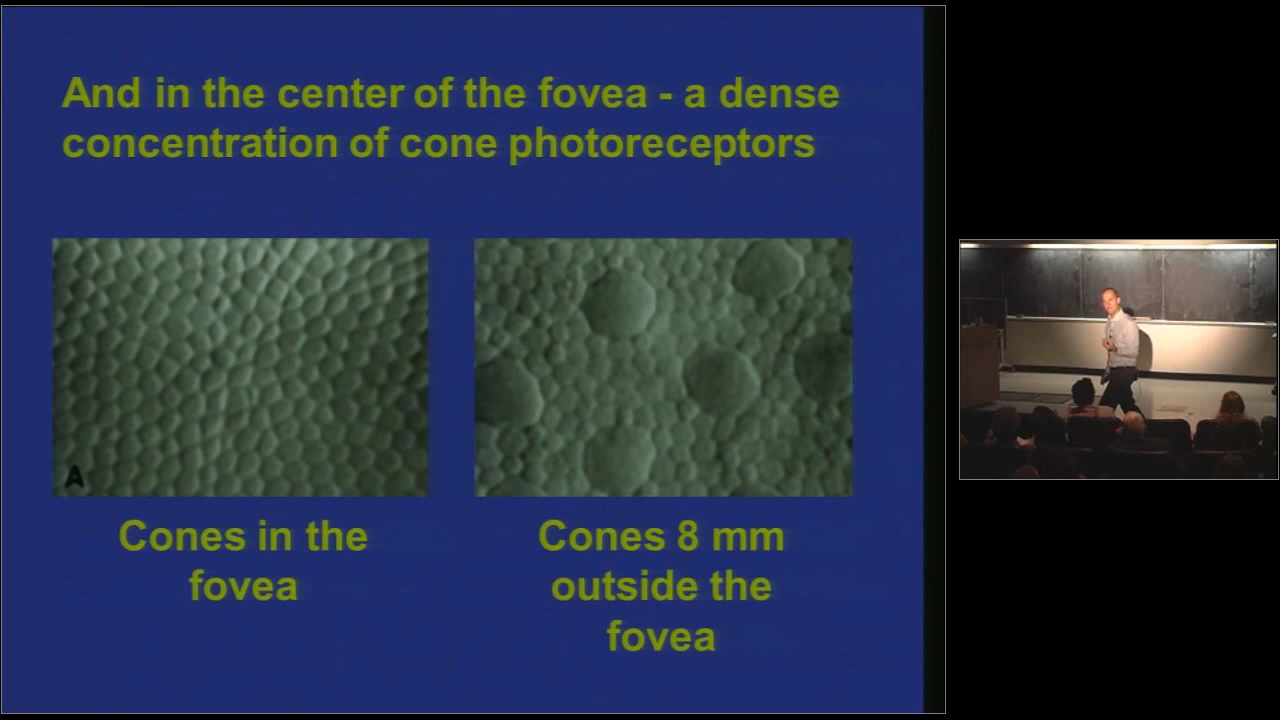 And in the center of the fovea - a dense
concentration of cone photoreceptors
A
Cones in the
fovea
Cones 8 mm
outside the
fovea